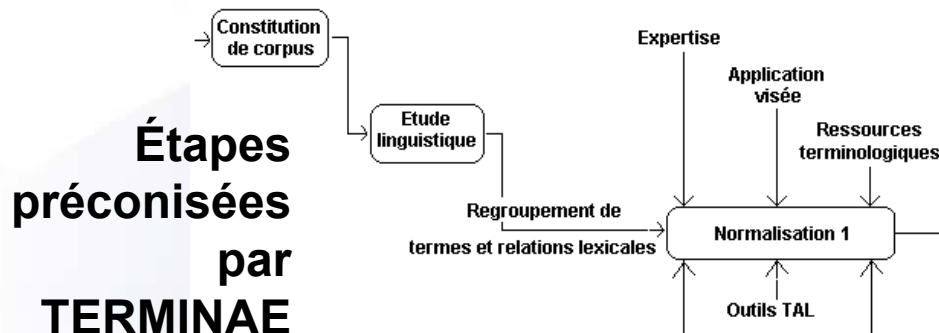 Constitution
de corpus
Expertise
Application
visée
Etude
linguistique
Ressources
terminologiques
Étapes
préconisées
par
TERMINAE
Regroupement de
termes et relations lexicales
Normalisation 1
Outils TAL